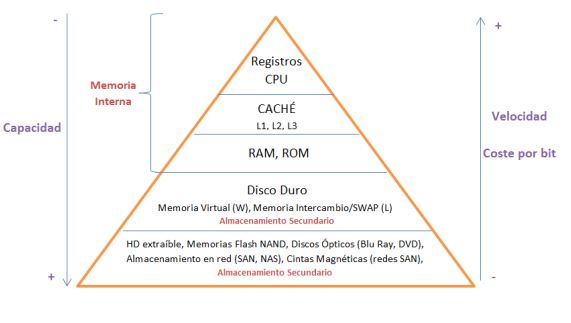 -
+
Registros
CPU
Memoria
Interna
CACHÉ
L1, L2, L3
Capacidad
Velocidad
RAM, ROM
Coste por bit
Disco Duro
Memoria Virtual (W), Memoria Intercambio/SWAP (L)
Almacenamiento Secundario
HD extraíble, Memorias Flash NAND, Discos Ópticos (Blu Ray, DVD),
Almacenamiento en red (SAN, NAS), Cintas Magnéticas (redes SAN),
Almacenamiento Secundario
+
-